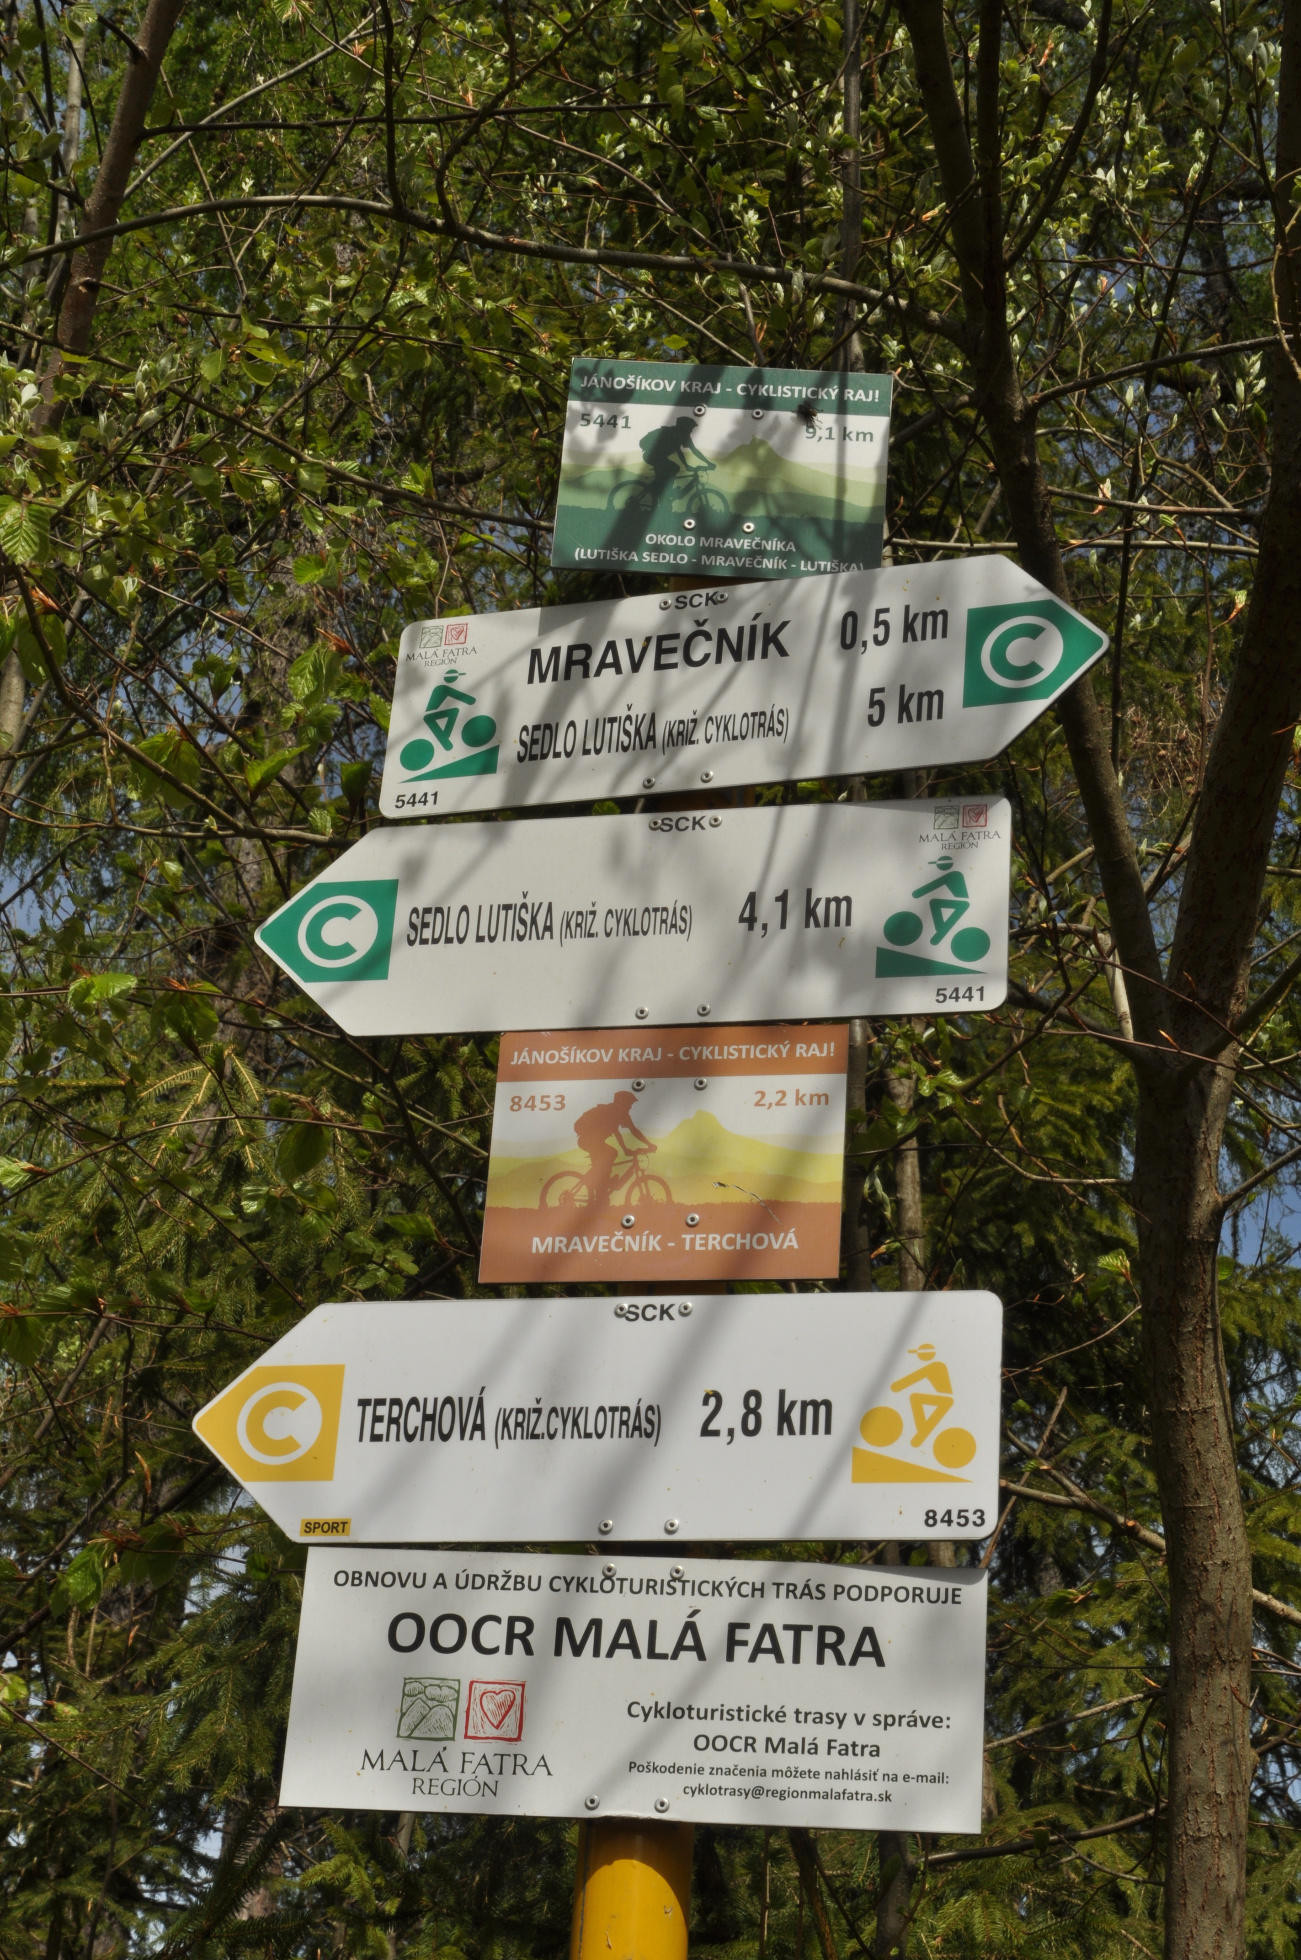 JÁNOŠÍKOV KRAJ - CYKLISTICKÝ RAJ!
5441 9,1 km
OKOLO MRAVEČNÍKA
(LUTIŠKA SEDLO - MRAVEČNÍK - LUTIŠKA)
SCK
MALÁ FATRA
REGIÓN
MRAVEČNÍK 0,5 km
SEDLO LUTIŠKA (KRIŽ. CYKLOTRÁS) 5 km
C
5441
SCK
MALÁ FATRA
REGIÓN
C SEDLO LUTIŠKA (KRIŽ. CYKLOTRÁS) 4,1 km
5441
JÁNOŠÍKOV KRAJ - CYKLISTICKÝ RAJ!
8453 2,2 km
MRAVEČNÍK - TERCHOVÁ
SCK
C TERCHOVÁ (KRIŽ.CYKLOTRÁS) 2,8 km
SPORT 8453
OBNOVU A ÚDRŽBU CYKLOTURISTICKÝCH TRÁS PODPORUJE
OOCR MALÁ FATRA
MALÁ FATRA
REGIÓN
Cykloturistické trasy v správe:
OOCR Malá Fatra
Poškodenie značenia môžete nahlásiť na e-mail:
cyklotrasy@regionmalafatra.sk